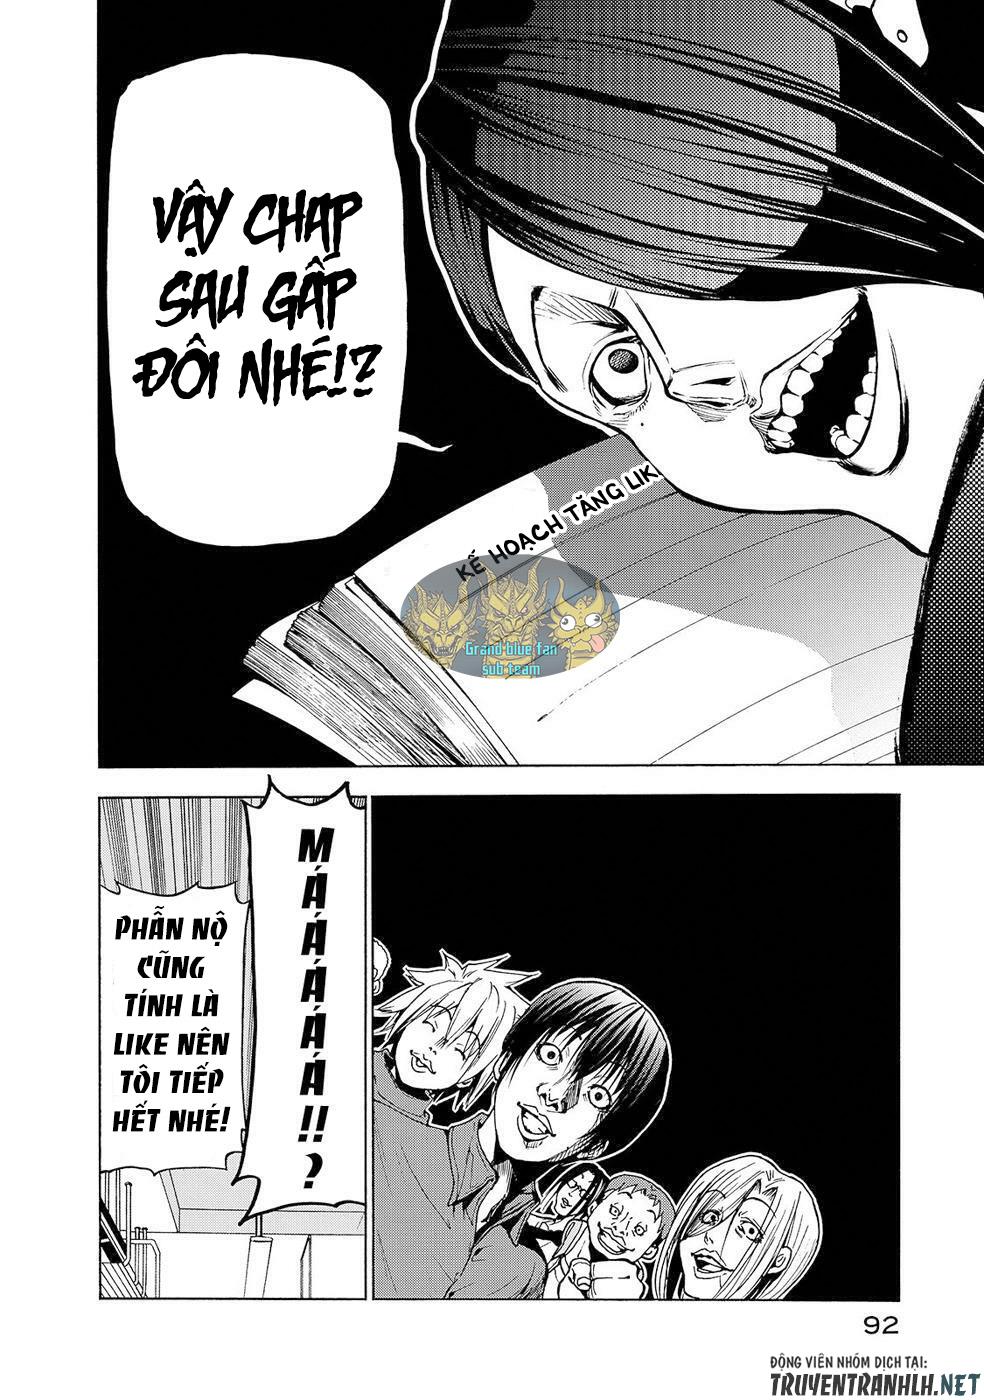 VẬY CHAP
SAU GẤP
ĐÔI NHÉ!?
KẾ HOẠCH TĂNG LIK
Grand blue fan
sub team
MÁÁÁÁÁ!!?
PHẪN NỘ
CŨNG
TÍNH LÀ
LIKE NÊN
TÔI TIẾP
HẾT NHÉ!
92
ĐỘNG VIÊN NHÓM DỊCH TẠI:
TRUYENTRANHLH.NET